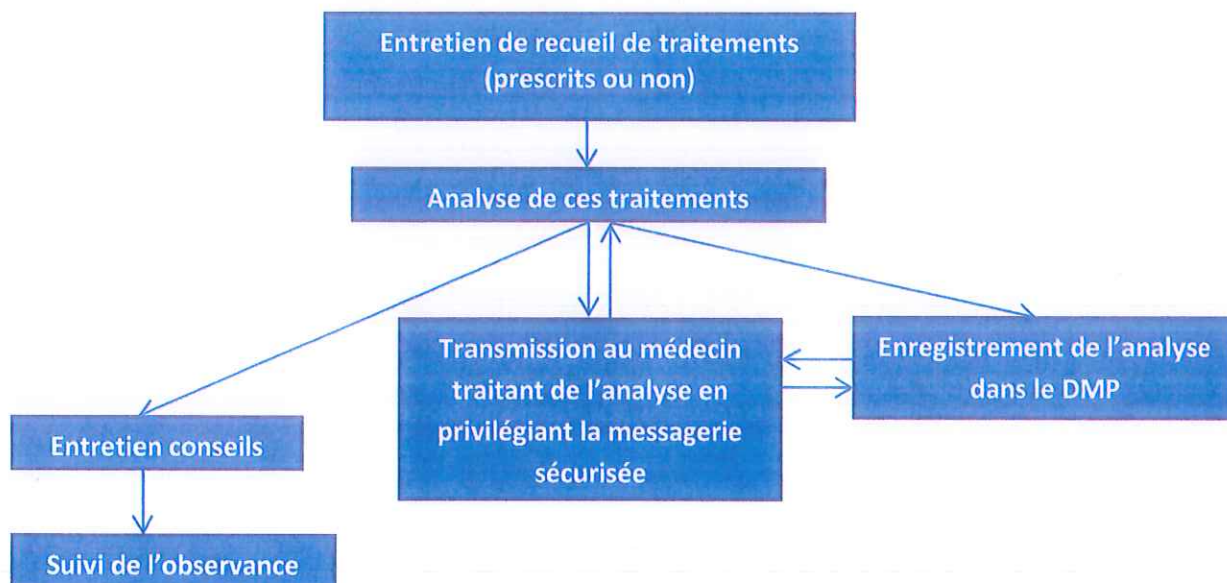 Entretien de recueil de traitements
(prescrits ou non)
Analyse de ces traitements
Transmission au médecin
traitant de l'analyse en
privilégiant la messagerie
sécurisée
Enregistrement de l'analyse
dans le DMP
Entretien conseils
Suivi de l'observance